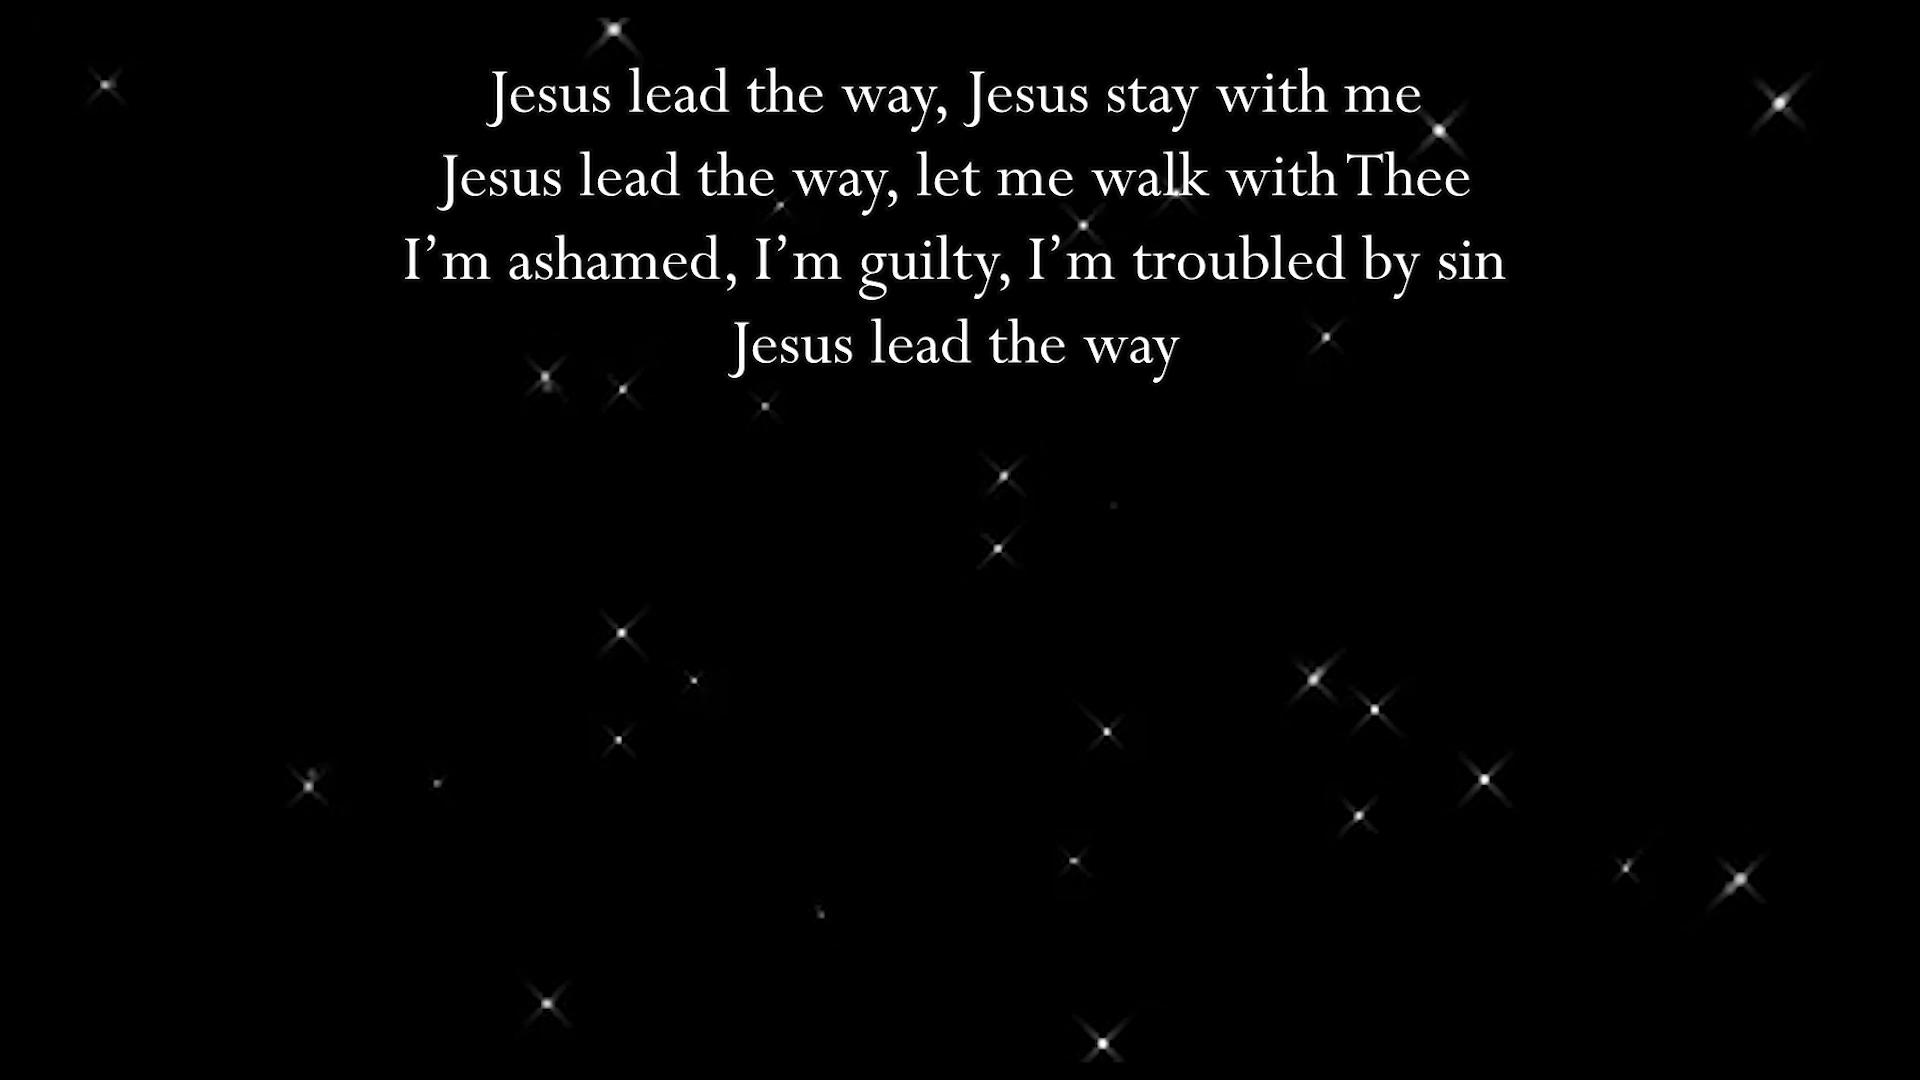 Jesus lead the way, Jesus stay with me
Jesus lead the way, let me walk with Thee
I’m ashamed, I’m guilty, I’m troubled by sin
Jesus lead the way